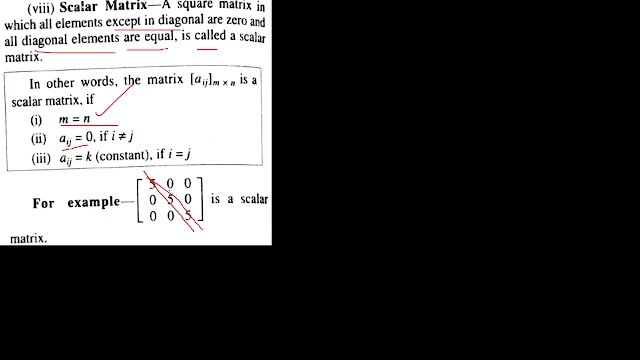 (viii) Scalar Matrix—A square matrix in
which all elements except in diagonal are zero and
all diagonal elements are equal, is called a scalar
matrix.
In other words, the matrix [aᵢⱼ]ₘ ₓ ₙ is a
scalar matrix, if
(i) m = n
(ii) aᵢⱼ = 0, if i ≠ j
(iii) aᵢⱼ = k (constant), if i = j
For example— [5 0 0
0 5 0
0 0 5] is a scalar
matrix.